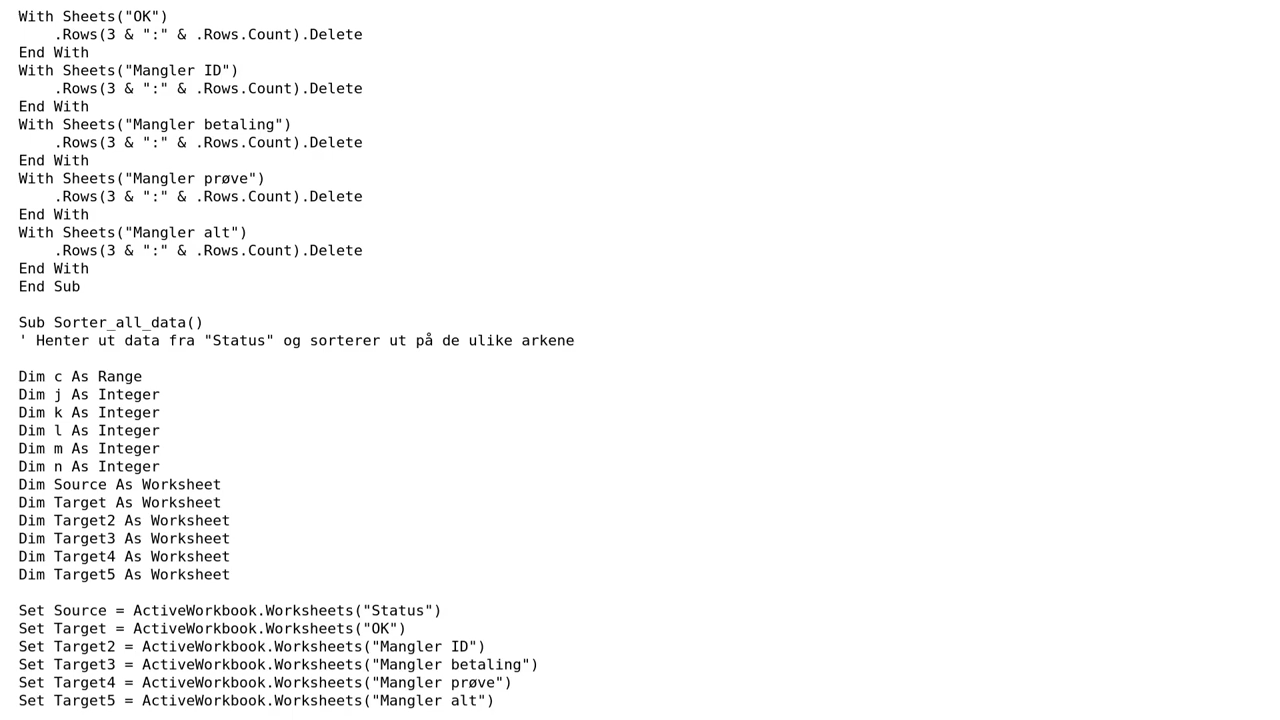 With Sheets("OK")
    .Rows(3 & ":" & .Rows.Count).Delete
End With
With Sheets("Mangler ID")
    .Rows(3 & ":" & .Rows.Count).Delete
End With
With Sheets("Mangler betaling")
    .Rows(3 & ":" & .Rows.Count).Delete
End With
With Sheets("Mangler prøve")
    .Rows(3 & ":" & .Rows.Count).Delete
End With
With Sheets("Mangler alt")
    .Rows(3 & ":" & .Rows.Count).Delete
End With
End Sub

Sub Sorter_all_data()
' Henter ut data fra "Status" og sorterer ut på de ulike arkene

Dim c As Range
Dim j As Integer
Dim k As Integer
Dim l As Integer
Dim m As Integer
Dim n As Integer
Dim Source As Worksheet
Dim Target As Worksheet
Dim Target2 As Worksheet
Dim Target3 As Worksheet
Dim Target4 As Worksheet
Dim Target5 As Worksheet

Set Source = ActiveWorkbook.Worksheets("Status")
Set Target = ActiveWorkbook.Worksheets("OK")
Set Target2 = ActiveWorkbook.Worksheets("Mangler ID")
Set Target3 = ActiveWorkbook.Worksheets("Mangler betaling")
Set Target4 = ActiveWorkbook.Worksheets("Mangler prøve")
Set Target5 = ActiveWorkbook.Worksheets("Mangler alt")